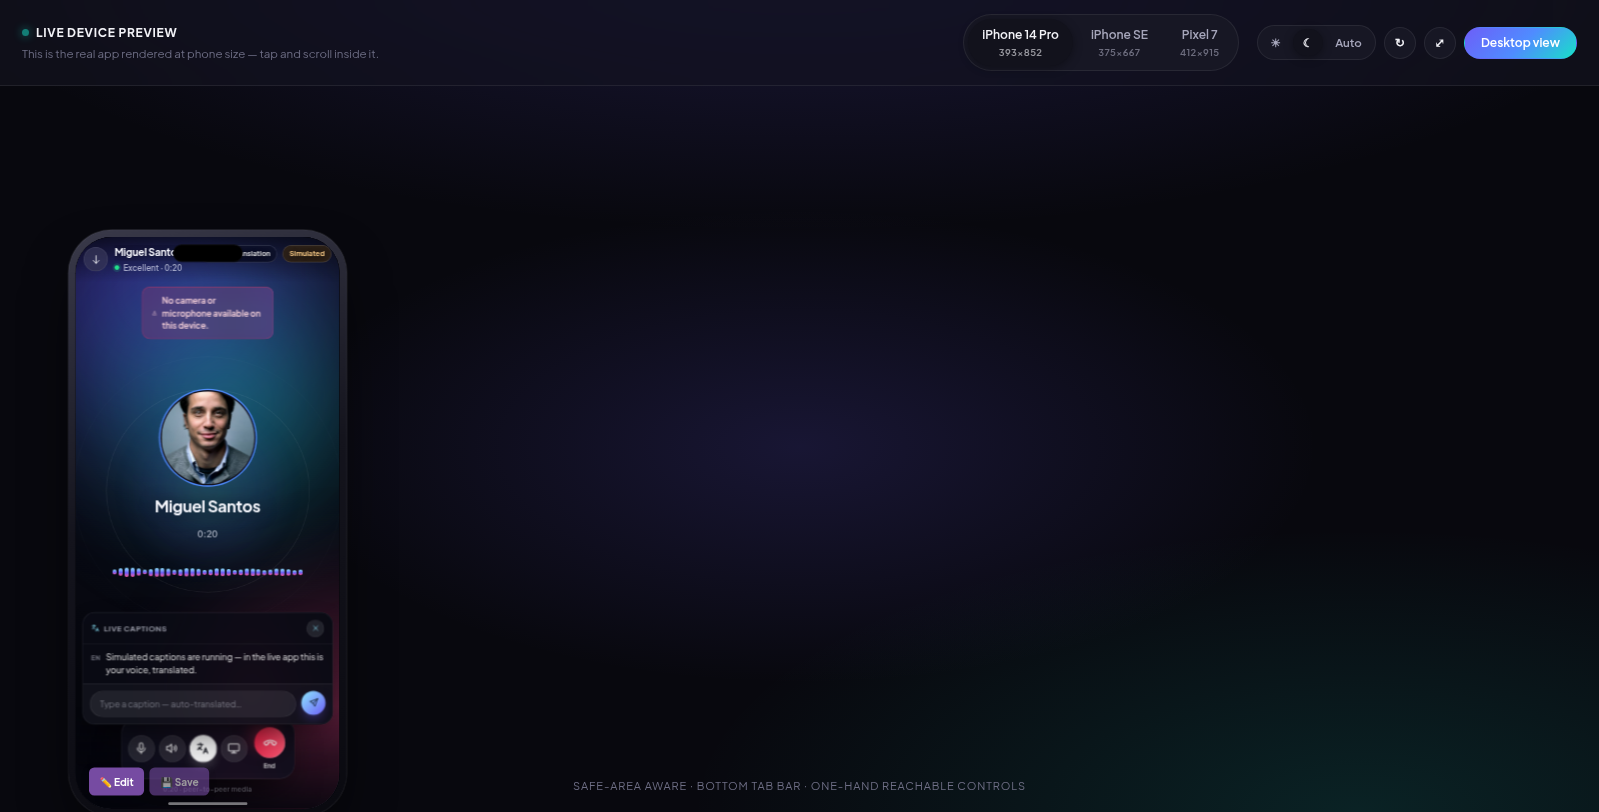 LIVE DEVICE PREVIEW
This is the real app rendered at phone size — tap and scroll inside it.
iPhone 14 Pro
393×852
iPhone SE
375×667
Pixel 7
412×915
Auto
Desktop view
Miguel Santo
nslation
Simulated
Excellent · 0:20
No camera or
microphone available on
this device.
Miguel Santos
0:20
LIVE CAPTIONS
EN
Simulated captions are running — in the live app this is
your voice, translated.
Type a caption — auto-translated…
End
Edit
Save
-peer media
SAFE-AREA AWARE · BOTTOM TAB BAR · ONE-HAND REACHABLE CONTROLS